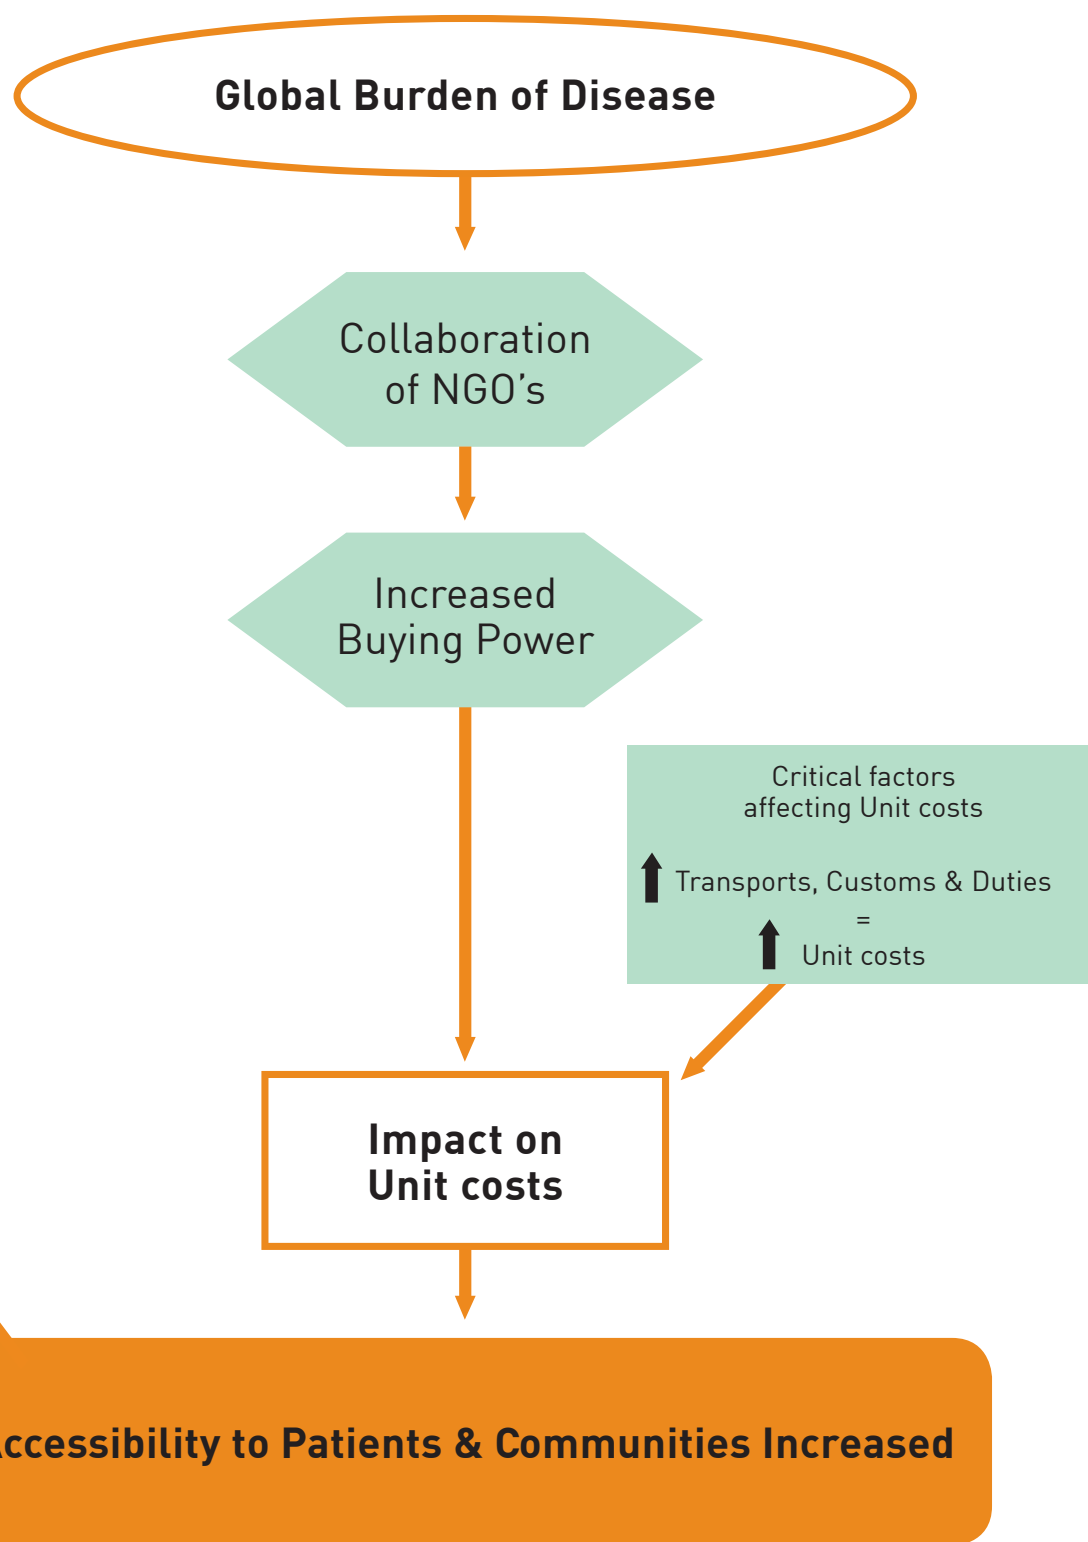 Global Burden of Disease
Collaboration
of NGO’s
Increased
Buying Power
Critical factors
affecting Unit costs
Transports, Customs & Duties
=
Unit costs
Impact on
Unit costs
Accessibility to Patients & Communities Increased